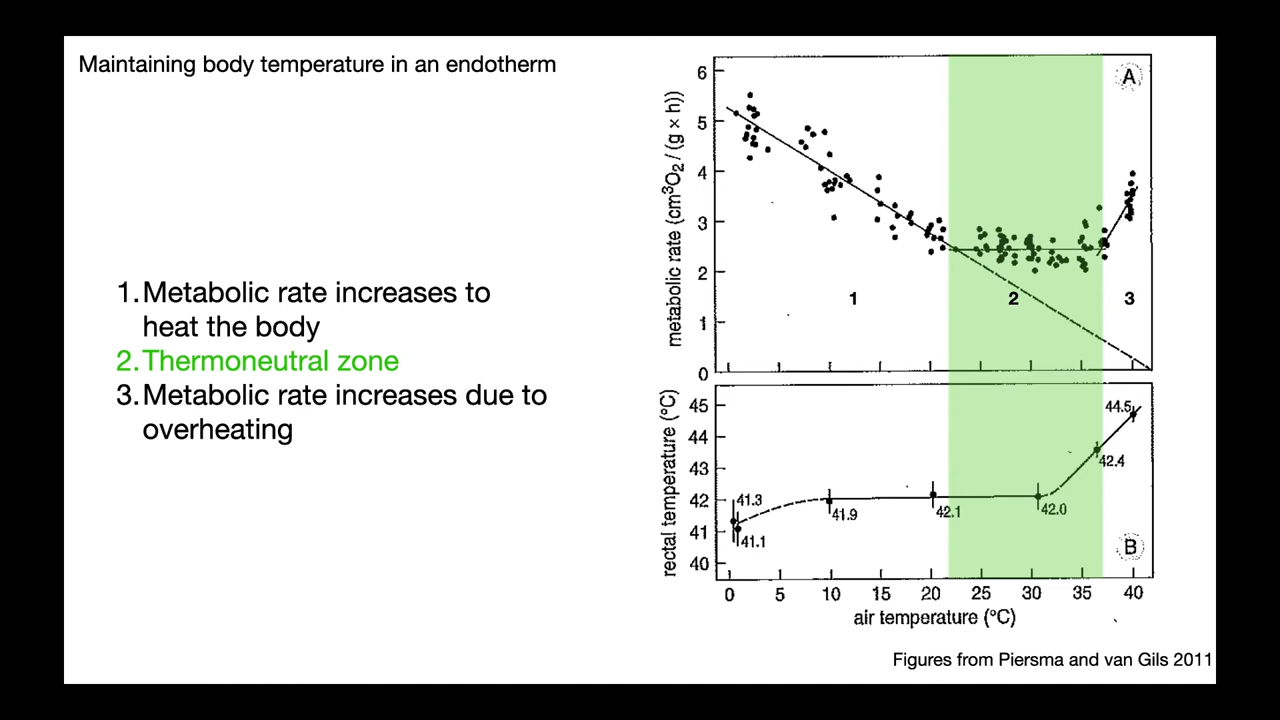 Maintaining body temperature in an endotherm
1. Metabolic rate increases to
heat the body
2. Thermoneutral zone
3. Metabolic rate increases due to
overheating
metabolic rate (cm³O₂/(g × h))
6
5
4
3
2
1
0
A
1
2
3
rectal temperature (°C)
45
44
43
42
41
40
41.3
41.1
41.9
42.1
42.0
42.4
44.5
B
0 5 10 15 20 25 30 35 40
air temperature (°C)
Figures from Piersma and van Gils 2011